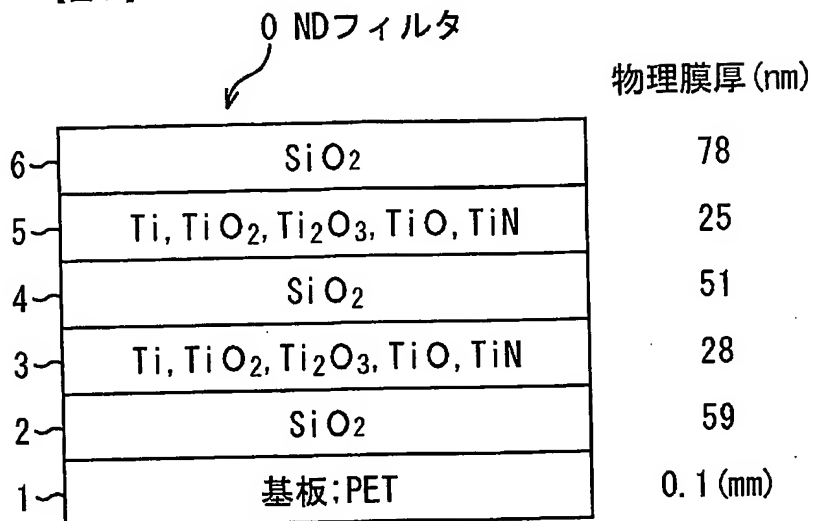 0 NDフィルタ
物理膜厚(nm)
6 SiO2 78
5 Ti, TiO2, Ti2O3, TiO, TiN 25
4 SiO2 51
3 Ti, TiO2, Ti2O3, TiO, TiN 28
2 SiO2 59
1 基板;PET 0.1(mm)